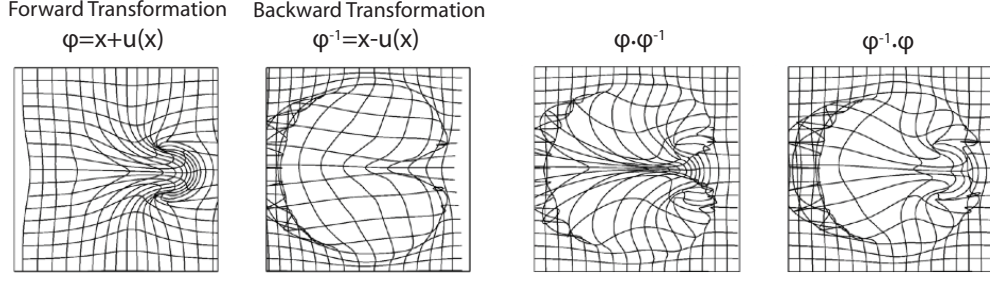 Forward Transformation
φ=x+u(x)
Backward Transformation
φ⁻¹=x-u(x)
φ·φ⁻¹
φ⁻¹·φ